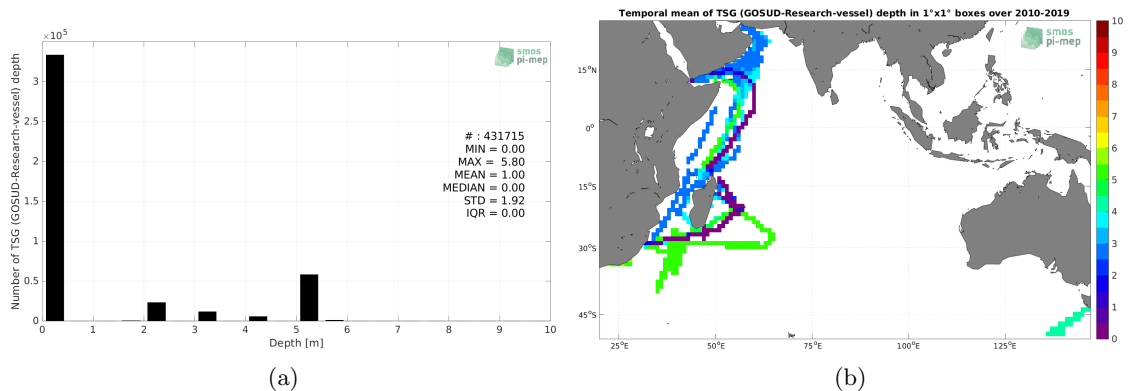 ×10⁵
3
2.5
2
1.5
1
0.5
0
0 1 2 3 4 5 6 7 8 9 10
Number of TSG (GOSUD-Research-vessel) depth
Depth [m]
smos
pi-mep
# : 431715
MIN = 0.00
MAX = 5.80
MEAN = 1.00
MEDIAN = 0.00
STD = 1.92
IQR = 0.00
(a)
Temporal mean of TSG (GOSUD-Research-vessel) depth in 1°x1° boxes over 2010-2019
smos
pi-mep
15°N
0°
15°S
30°S
45°S
25°E 50°E 75°E 100°E 125°E
10
9
8
7
6
5
4
3
2
1
0
(b)